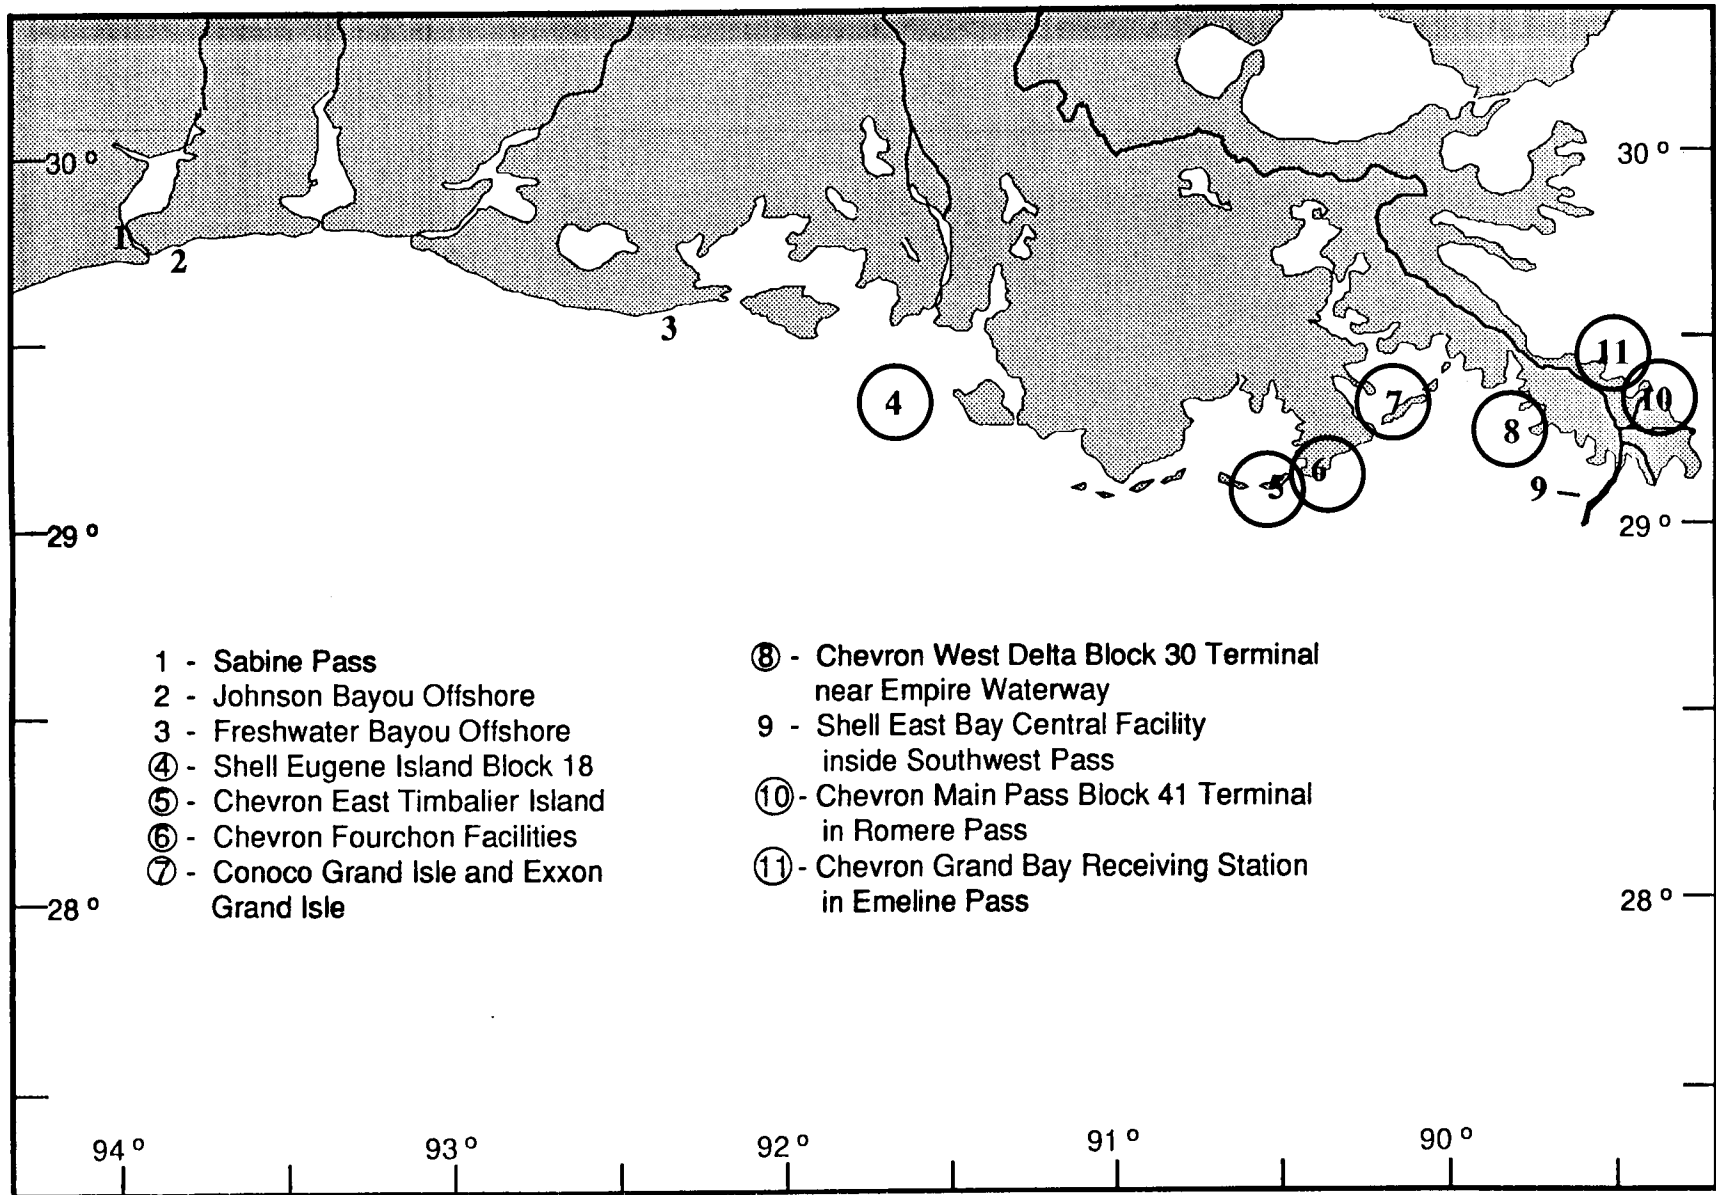 30 °
30 °
1
2
3
11
4
7
10
8
6
5
9
29 °
29 °
1 - Sabine Pass
2 - Johnson Bayou Offshore
3 - Freshwater Bayou Offshore
④ - Shell Eugene Island Block 18
⑤ - Chevron East Timbalier Island
⑥ - Chevron Fourchon Facilities
⑦ - Conoco Grand Isle and Exxon
Grand Isle
⑧ - Chevron West Delta Block 30 Terminal
near Empire Waterway
9 - Shell East Bay Central Facility
inside Southwest Pass
⑩ - Chevron Main Pass Block 41 Terminal
in Romere Pass
⑪ - Chevron Grand Bay Receiving Station
in Emeline Pass
28 °
28 °
94 °
93 °
92 °
91 °
90 °